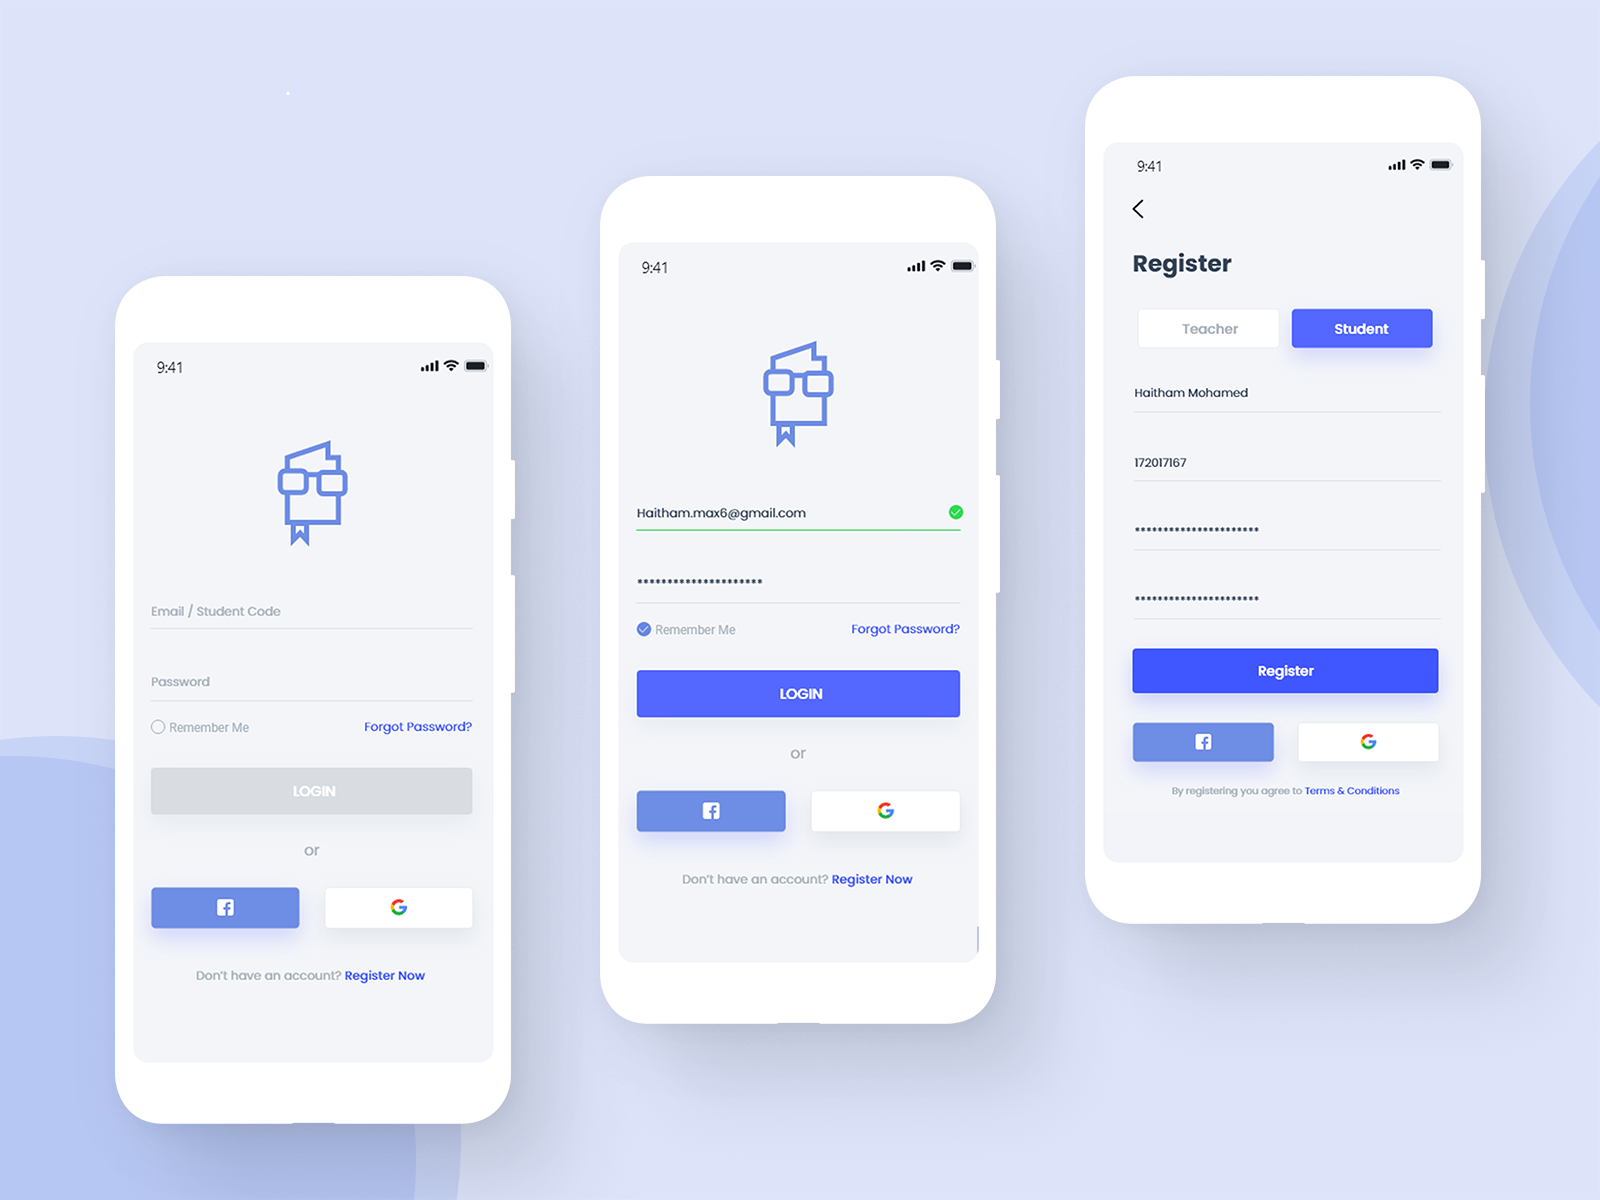 9:41
Email / Student Code
Password
Remember Me Forgot Password?
LOGIN
or
Don't have an account? Register Now
9:41
Haitham.max6@gmail.com
*********************
Remember Me Forgot Password?
LOGIN
or
Don't have an account? Register Now
9:41
Register
Teacher Student
Haitham Mohamed
172017167
*********************
*********************
Register
By registering you agree to Terms & Conditions